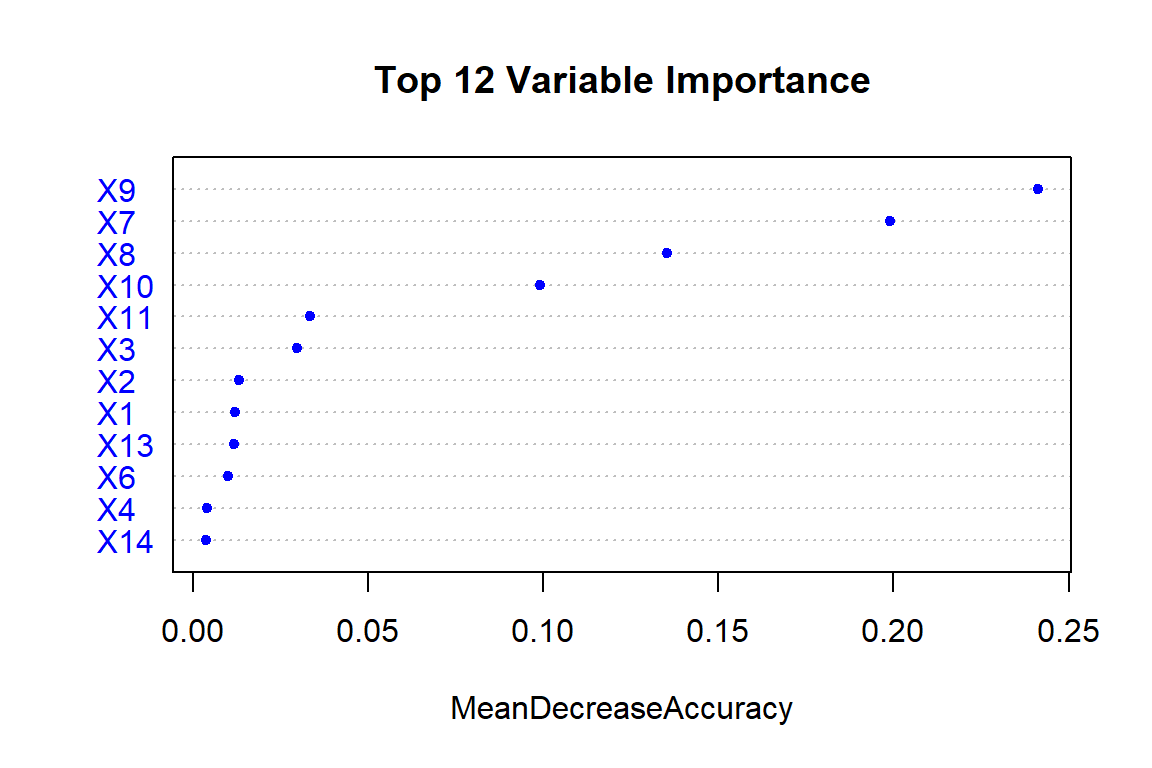 Top 12 Variable Importance
X9
X7
X8
X10
X11
X3
X2
X1
X13
X6
X4
X14
0.00 0.05 0.10 0.15 0.20 0.25
MeanDecreaseAccuracy